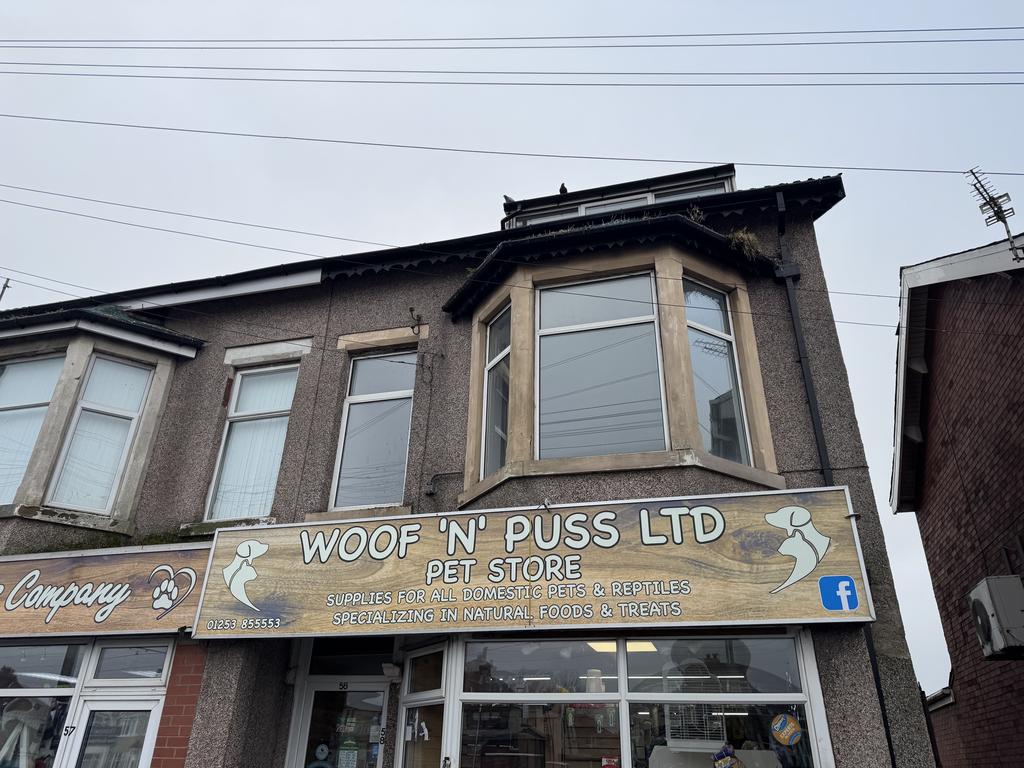 WOOF 'N' PUSS LTD
PET STORE
SUPPLIES FOR ALL DOMESTIC PETS & REPTILES
SPECIALIZING IN NATURAL FOODS & TREATS
01253 855553
f
Company
57
58
58